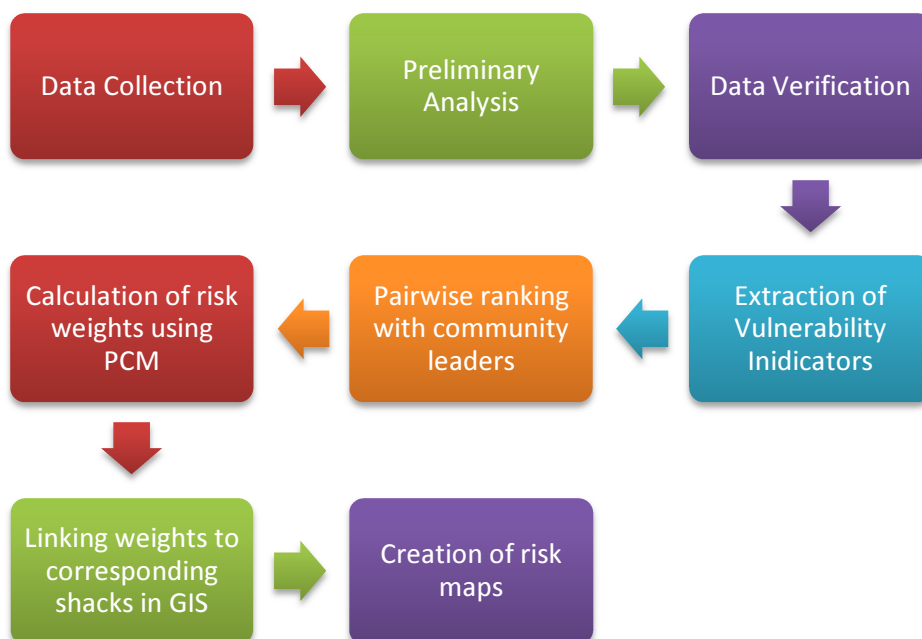 Data Collection
Preliminary
Analysis
Data Verification
Extraction of
Vulnerability
Inidicators
Pairwise ranking
with community
leaders
Calculation of risk
weights using
PCM
Linking weights to
corresponding
shacks in GIS
Creation of risk
maps